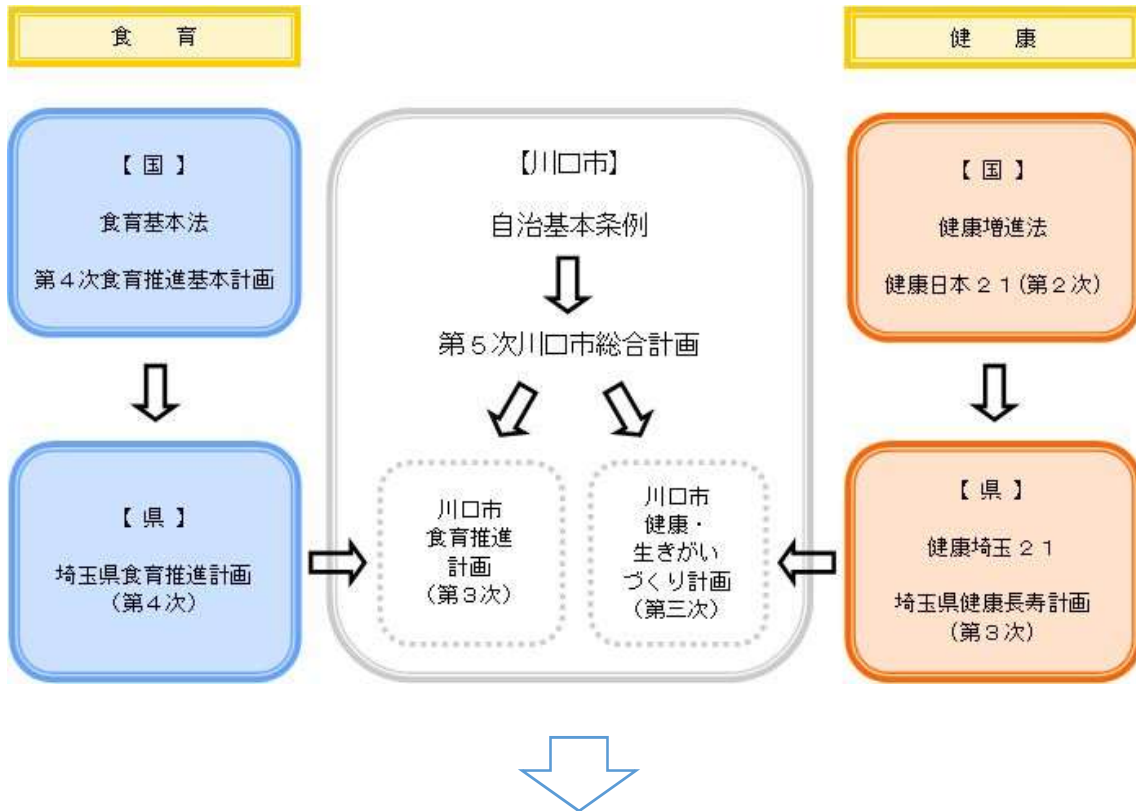 食　育
【 国 】
食育基本法
第４次食育推進基本計画
【 県 】
埼玉県食育推進計画
(第４次)
【川口市】
自治基本条例
第５次川口市総合計画
川口市
食育推進
計画
(第３次)
川口市
健康・
生きがい
づくり計画
(第三次)
健　康
【 国 】
健康増進法
健康日本２１(第２次)
【 県 】
健康埼玉２１
埼玉県健康長寿計画
(第３次)